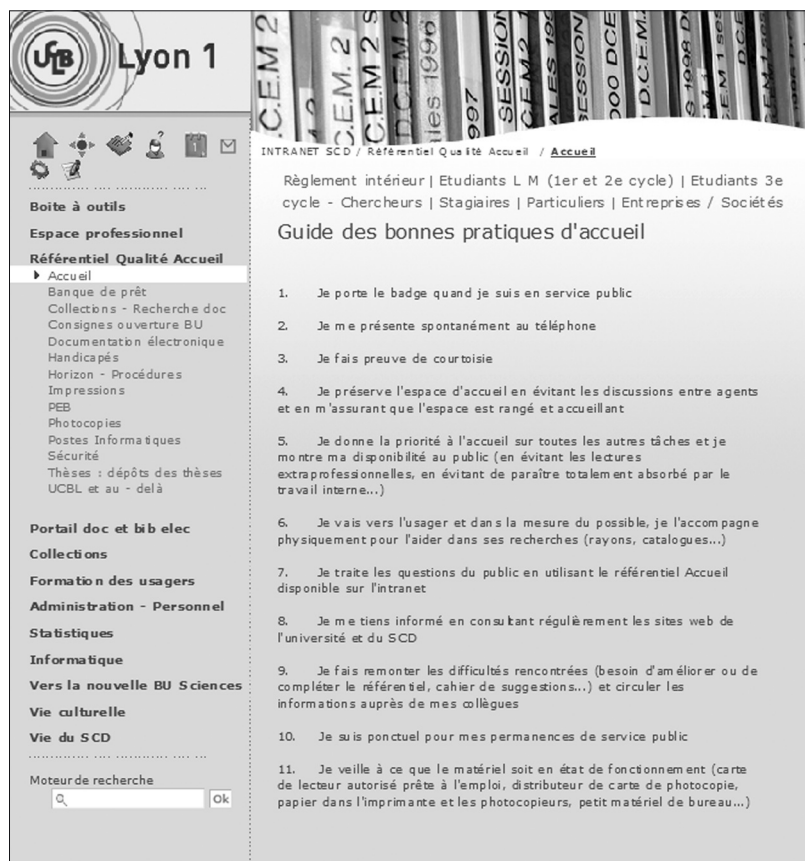 UCBL
Lyon 1
C.E.M 2
C.E.M. 2
D.C.E.M
1996
1997
SESSION
SESSION
INTRANET SCD / Référentiel Qualité Accueil / Accueil
Règlement intérieur | Etudiants L M (1er et 2e cycle) | Etudiants 3e
cycle - Chercheurs | Stagiaires | Particuliers | Entreprises / Sociétés
Boite à outils
Espace professionnel
Référentiel Qualité Accueil
Accueil
Banque de prêt
Collections - Recherche doc
Consignes ouverture BU
Documentation électronique
Handicapés
Horizon - Procédures
Impressions
PEB
Photocopies
Postes Informatiques
Sécurité
Thèses : dépôts des thèses
UCBL et au - delà
Portail doc et bib elec
Collections
Formation des usagers
Administration - Personnel
Statistiques
Informatique
Vers la nouvelle BU Sciences
Vie culturelle
Vie du SCD
Moteur de recherche
Ok
Guide des bonnes pratiques d'accueil
1. Je porte le badge quand je suis en service public
2. Je me présente spontanément au téléphone
3. Je fais preuve de courtoisie
4. Je préserve l'espace d'accueil en évitant les discussions entre agents
et en m'assurant que l'espace est rangé et accueillant
5. Je donne la priorité à l'accueil sur toutes les autres tâches et je
montre ma disponibilité au public (en évitant les lectures
extraprofessionnelles, en évitant de paraître totalement absorbé par le
travail interne...)
6. Je vais vers l'usager et dans la mesure du possible, je l'accompagne
physiquement pour l'aider dans ses recherches (rayons, catalogues...)
7. Je traite les questions du public en utilisant le référentiel Accueil
disponible sur l'intranet
8. Je me tiens informé en consultant régulièrement les sites web de
l'université et du SCD
9. Je fais remonter les difficultés rencontrées (besoin d'améliorer ou de
compléter le référentiel, cahier de suggestions...) et circuler les
informations auprès de mes collègues
10. Je suis ponctuel pour mes permanences de service public
11. Je veille à ce que le matériel soit en état de fonctionnement (carte
de lecteur autorisé prête à l'emploi, distributeur de carte de photocopie,
papier dans l'imprimante et les photocopieurs, petit matériel de bureau...)